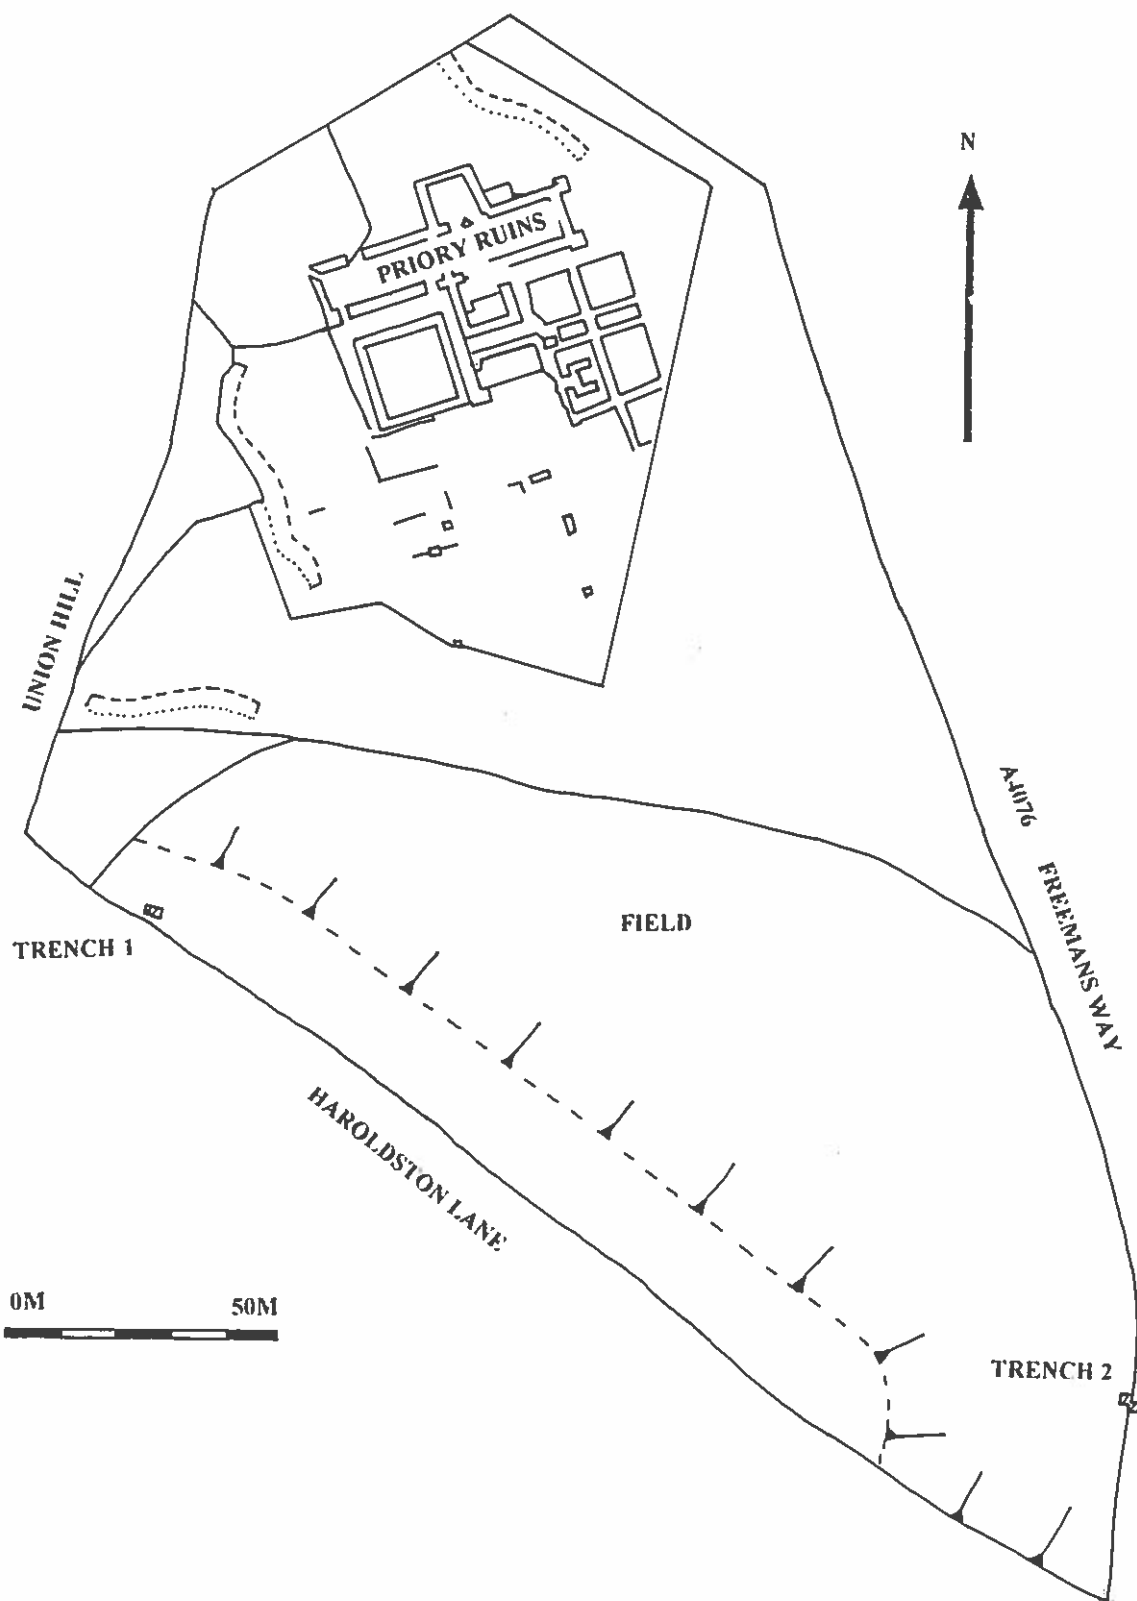 N
PRIORY RUINS
UNION HILL
A4076
FREEMANS WAY
FIELD
TRENCH 1
HAROLDSTON LANE
0M
50M
TRENCH 2